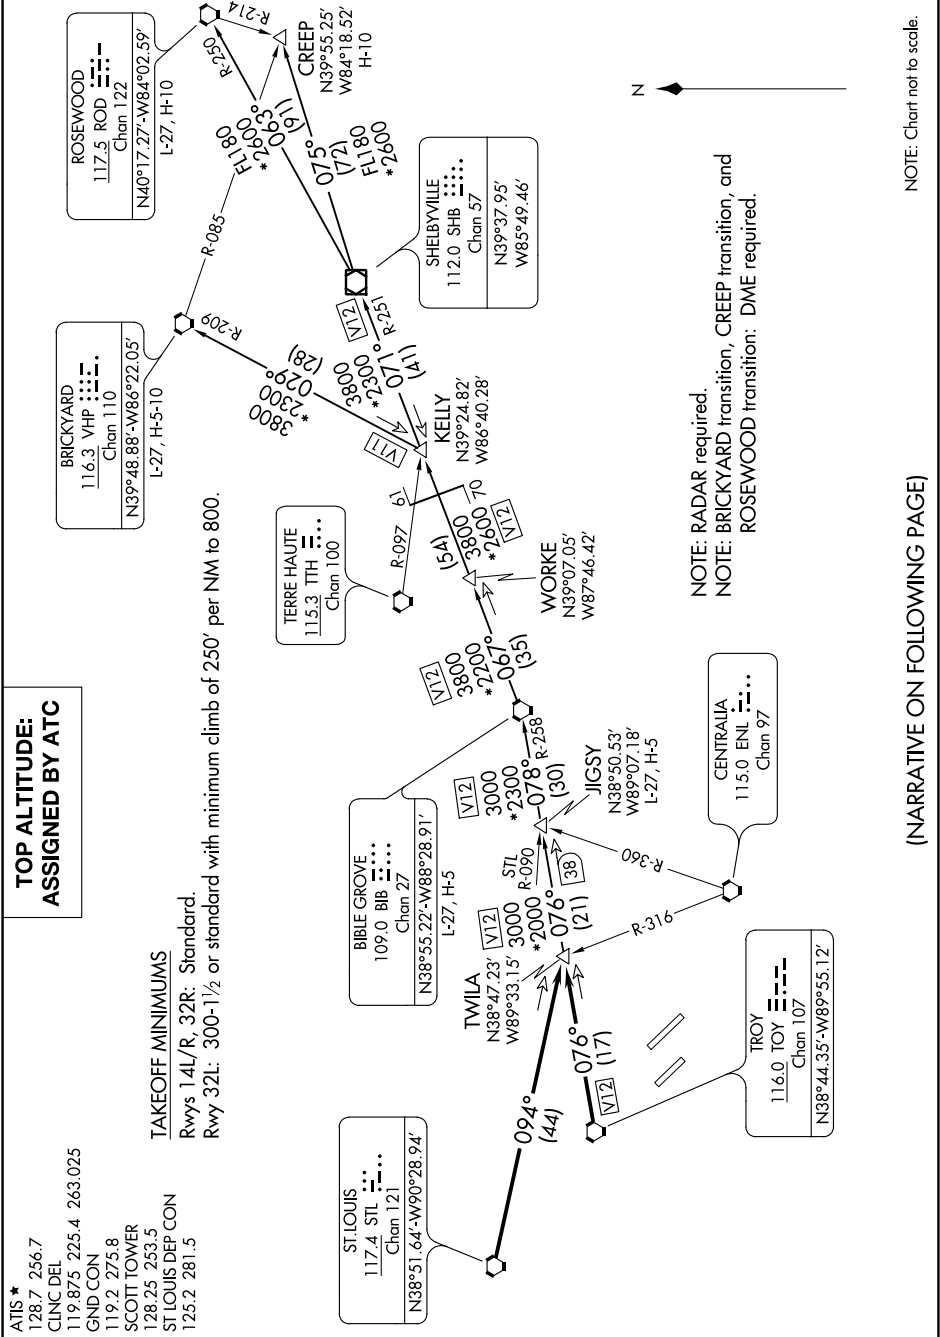 ATIS ★
128.7 256.7
CLNC DEL
119.875 225.4 263.025
GND CON
119.2 275.8
SCOTT TOWER
128.25 253.5
ST LOUIS DEP CON
125.2 281.5
TOP ALTITUDE:
ASSIGNED BY ATC
TAKEOFF MINIMUMS
Rwys 14L/R, 32R: Standard.
Rwy 32L: 300-1½ or standard with minimum climb of 250' per NM to 800.
ST.LOUIS
117.4 STL
Chan 121
N38°51.64'-W90°28.94'
094°
(44)
V12
076°
(17)
TROY
116.0 TOY
Chan 107
N38°44.35'-W89°55.12'
TWILA
N38°47.23'
W89°33.15'
V12
3000
*2000
076°
(21)
STL
R-090
38
R-316
R-360
CENTRALIA
115.0 ENL
Chan 97
JIGSY
N38°50.53'
W89°07.18'
L-27, H-5
V12
3000
*2300
078°
(30)
R-258
BIBLE GROVE
109.0 BIB
Chan 27
N38°55.22'-W88°28.91'
L-27, H-5
V12
3800
*2200
067°
(35)
WORKE
N39°07.05'
W87°46.42'
(54)
3800
*2600
V12
61
70
TERRE HAUTE
115.3 TTH
Chan 100
R-097
KELLY
N39°24.82'
W86°40.28'
V11
3800
*2300
029°
(28)
R-209
BRICKYARD
116.3 VHP
Chan 110
N39°48.88'-W86°22.05'
L-27, H-5-10
R-085
V12
3800
*2300
071°
(41)
R-251
SHELBYVILLE
112.0 SHB
Chan 57
N39°37.95'
W85°49.46'
FL180
*2600
063°
(91)
R-250
075°
(72)
FL180
*2600
ROSEWOOD
117.5 ROD
Chan 122
N40°17.27'-W84°02.59'
L-27, H-10
R-214
CREEP
N39°55.25'
W84°18.52'
H-10
N
NOTE: RADAR required.
NOTE: BRICKYARD transition, CREEP transition, and
ROSEWOOD transition: DME required.
NOTE: Chart not to scale.
(NARRATIVE ON FOLLOWING PAGE)